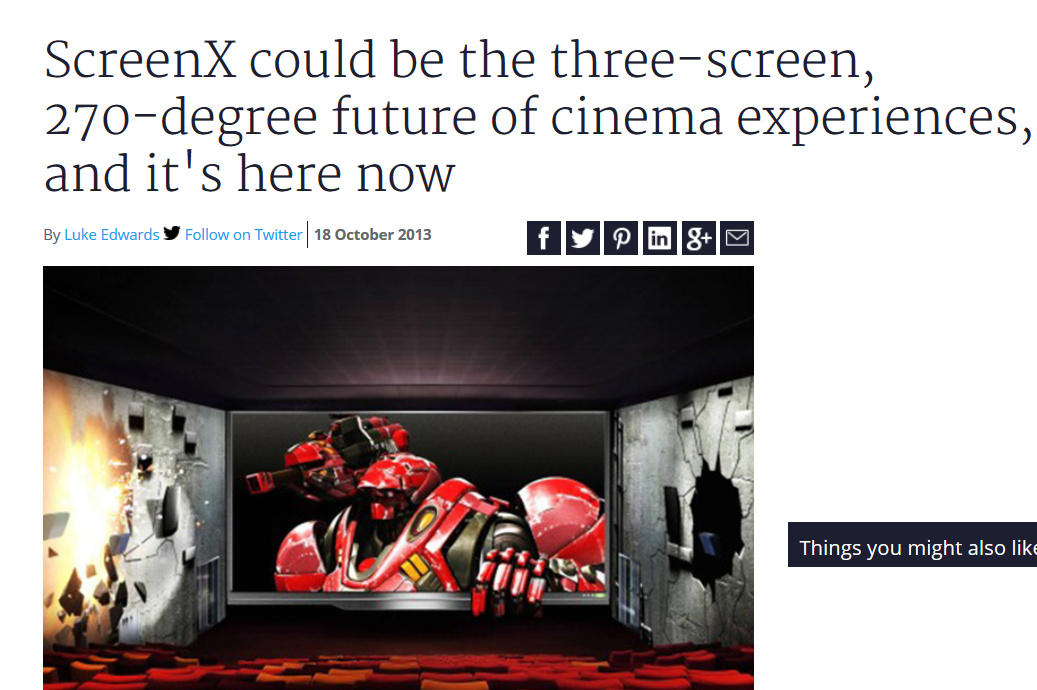 ScreenX could be the three-screen,
270-degree future of cinema experiences,
and it's here now
By Luke Edwards Follow on Twitter 18 October 2013
Things you might also like